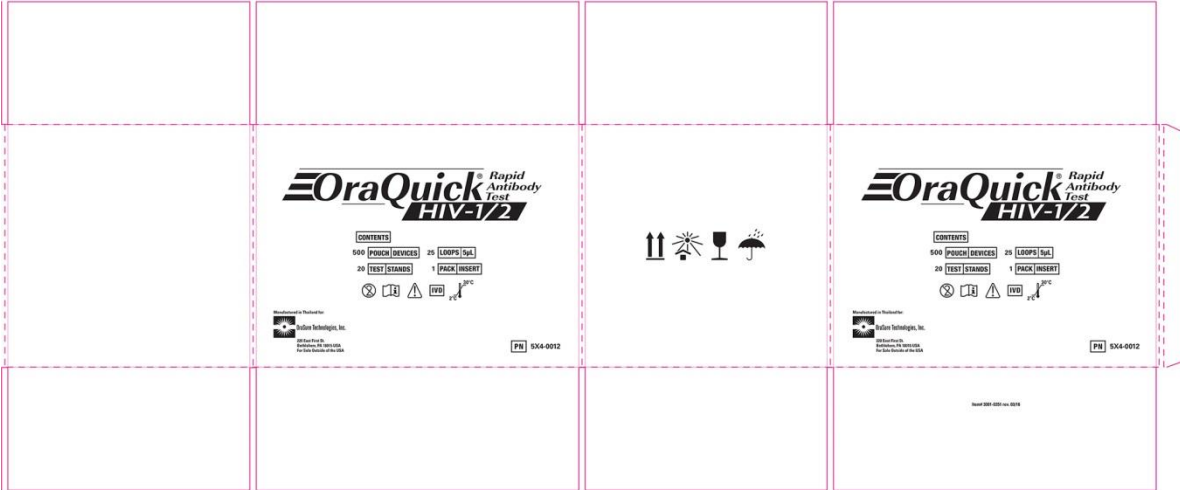 OraQuick® Rapid
Antibody
Test
HIV-1/2
CONTENTS
500 POUCH DEVICES 25 LOOPS 5µL
20 TEST STANDS 1 PACK INSERT
IVD 2°C 30°C
Manufactured in Thailand for
OraSure Technologies, Inc.
220 East First St.
Bethlehem, PA 18015 USA
For Sale Outside of the USA
PN 5X4-0012
OraQuick® Rapid
Antibody
Test
HIV-1/2
CONTENTS
500 POUCH DEVICES 25 LOOPS 5µL
20 TEST STANDS 1 PACK INSERT
IVD 2°C 30°C
Manufactured in Thailand for
OraSure Technologies, Inc.
220 East First St.
Bethlehem, PA 18015 USA
For Sale Outside of the USA
PN 5X4-0012
Item# rev.